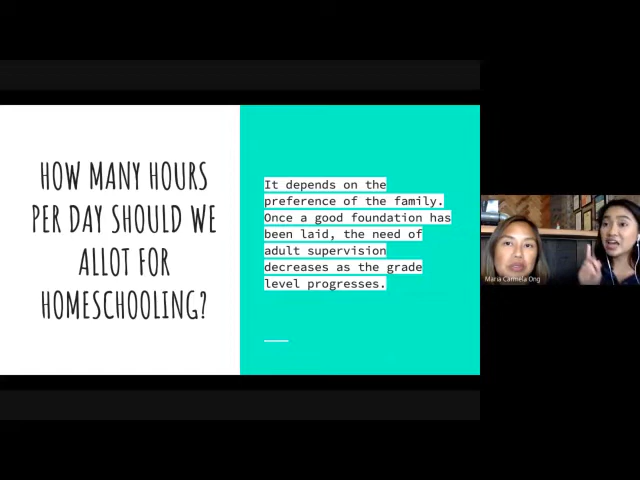 HOW MANY HOURS
PER DAY SHOULD WE
ALLOT FOR
HOMESCHOOLING?
It depends on the
preference of the family.
Once a good foundation has
been laid, the need of
adult supervision
decreases as the grade
level progresses.
Maria Carmela Ong